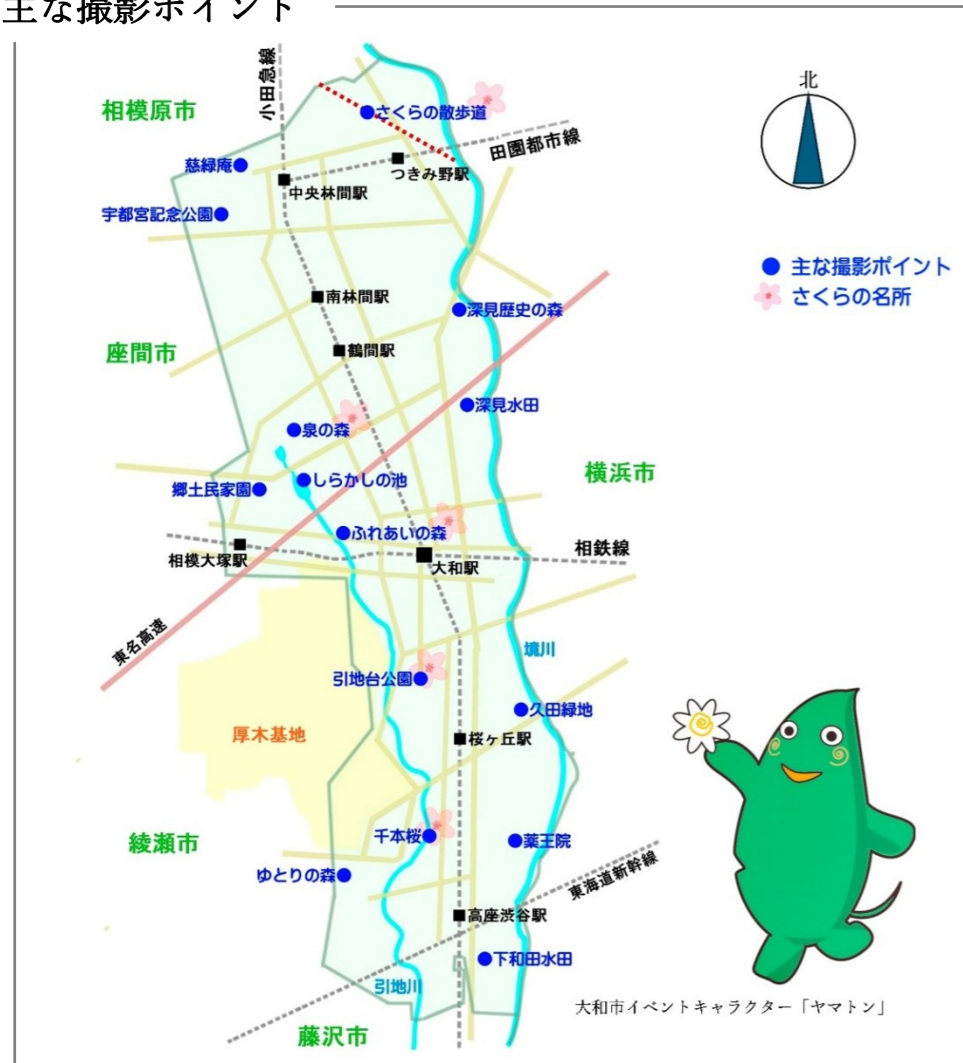 主な撮影ポイント
北
小田急線
相模原市
さくらの散歩道
田園都市線
慈緑庵
つきみ野駅
中央林間駅
宇都宮記念公園
主な撮影ポイント
さくらの名所
南林間駅
深見歴史の森
座間市
鶴間駅
深見水田
泉の森
横浜市
しらかしの池
郷土民家園
ふれあいの森
相鉄線
相模大塚駅
大和駅
東名高速
境川
引地台公園
久田緑地
厚木基地
桜ヶ丘駅
綾瀬市
千本桜
薬王院
ゆとりの森
東海道新幹線
高座渋谷駅
下和田水田
引地川
大和市イベントキャラクター「ヤマトン」
藤沢市